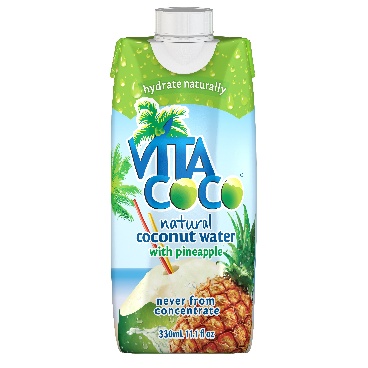 hydrate naturally
VITA
COCO
natural
coconut water
with pineapple
never from
concentrate
330mL 11.1 fl oz